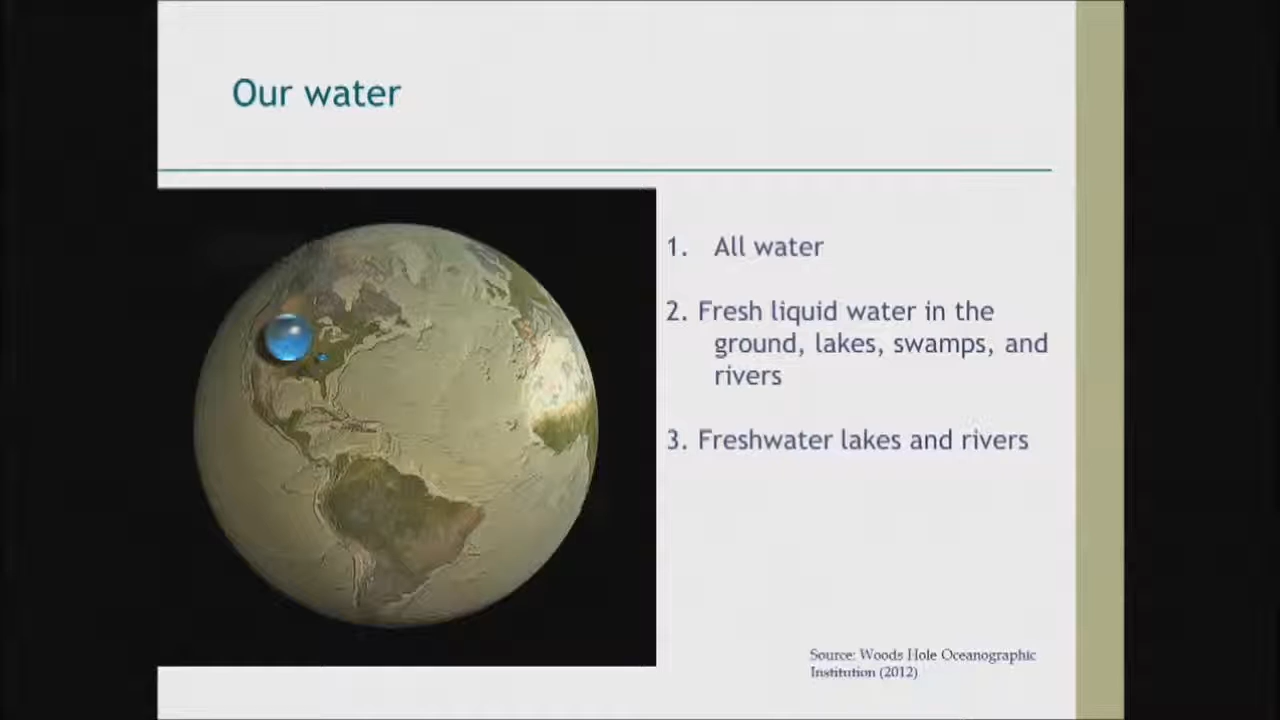 Our water
1. All water
2. Fresh liquid water in the
ground, lakes, swamps, and
rivers
3. Freshwater lakes and rivers
Source: Woods Hole Oceanographic
Institution (2012)